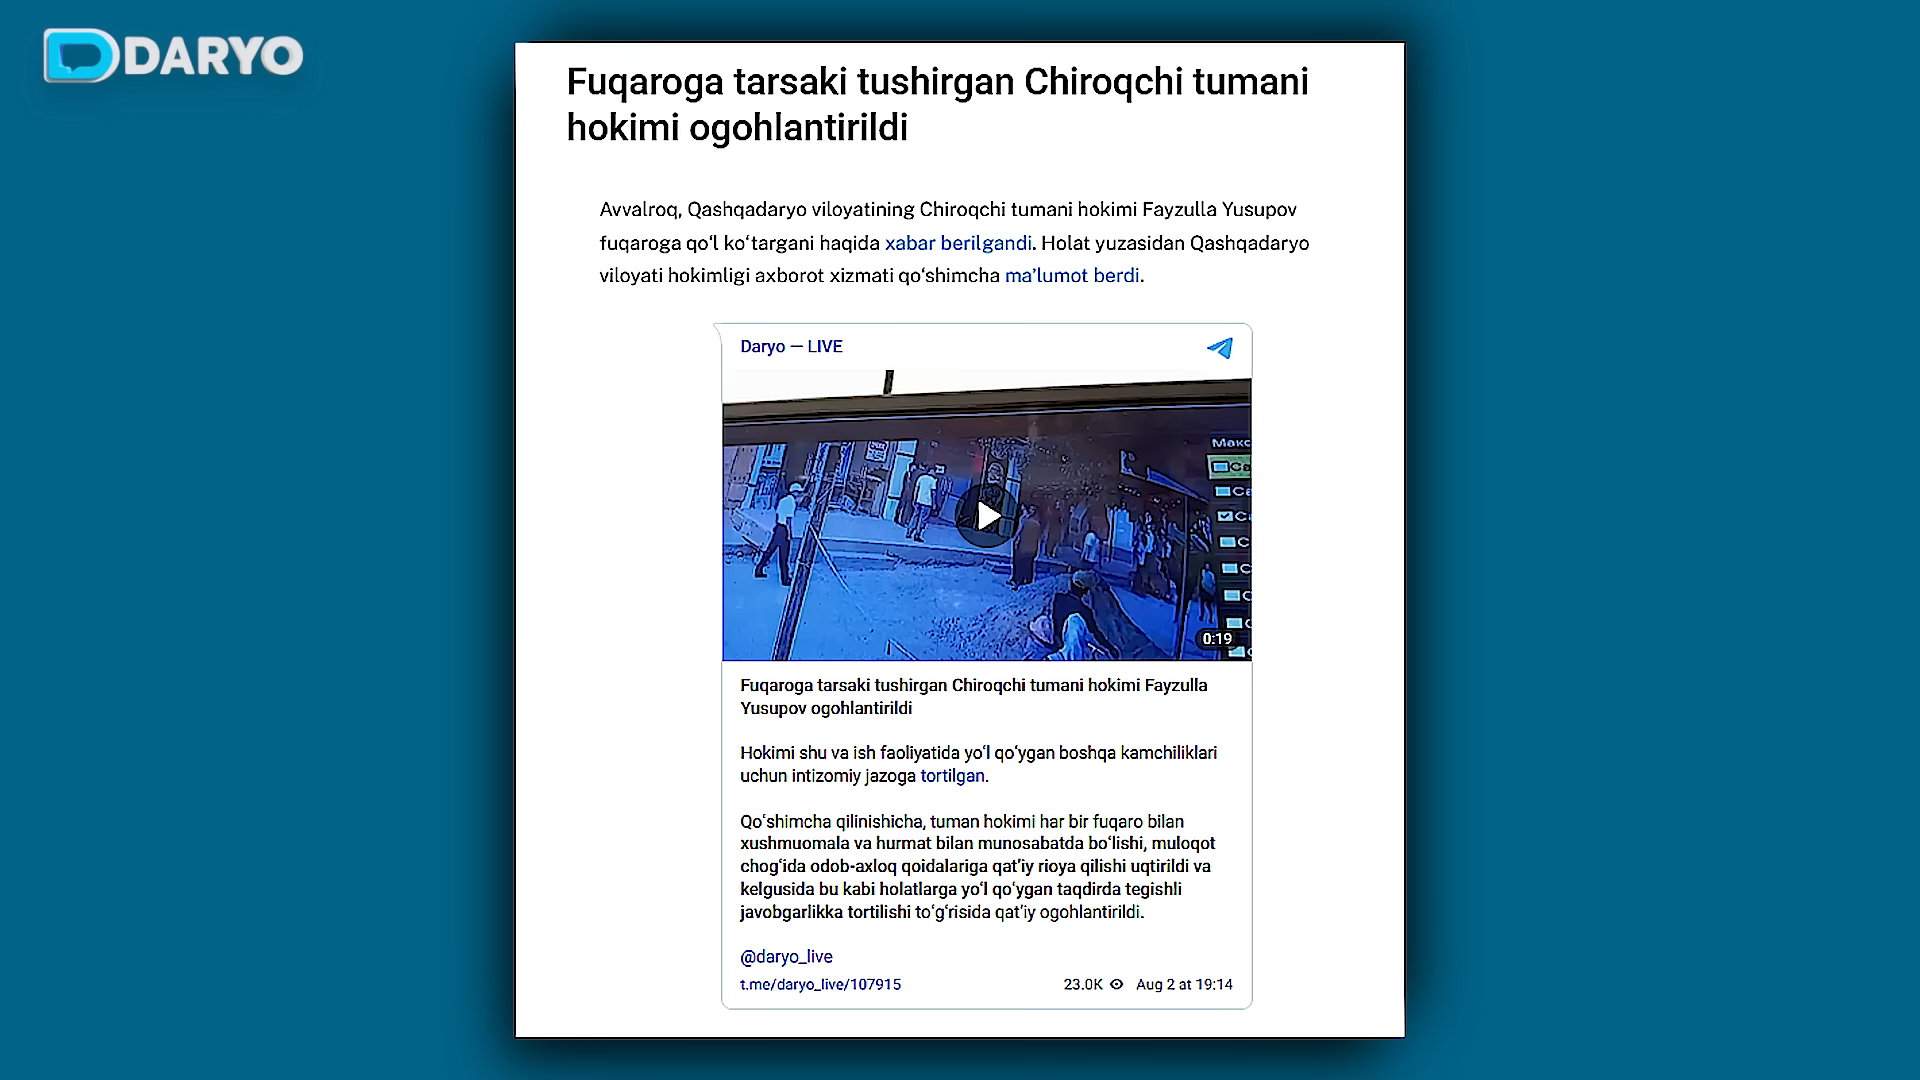 DARYO
Fuqaroga tarsaki tushirgan Chiroqchi tumani
hokimi ogohlantirildi
Avvalroq, Qashqadaryo viloyatining Chiroqchi tumani hokimi Fayzulla Yusupov
fuqaroga qo‘l ko‘targani haqida xabar berilgandi. Holat yuzasidan Qashqadaryo
viloyati hokimligi axborot xizmati qo‘shimcha ma’lumot berdi.
Daryo — LIVE
0:19
Fuqaroga tarsaki tushirgan Chiroqchi tumani hokimi Fayzulla
Yusupov ogohlantirildi
Hokimi shu va ish faoliyatida yo‘l qo‘ygan boshqa kamchiliklari
uchun intizomiy jazoga tortilgan.
Qo‘shimcha qilinishicha, tuman hokimi har bir fuqaro bilan
xushmuomala va hurmat bilan munosabatda bo‘lishi, muloqot
chog‘ida odob-axloq qoidalariga qat’iy rioya qilishi uqtirildi va
kelgusida bu kabi holatlarga yo‘l qo‘ygan taqdirda tegishli
javobgarlikka tortilishi to‘g‘risida qat’iy ogohlantirildi.
@daryo_live
t.me/daryo_live/107915 23.0K Aug 2 at 19:14